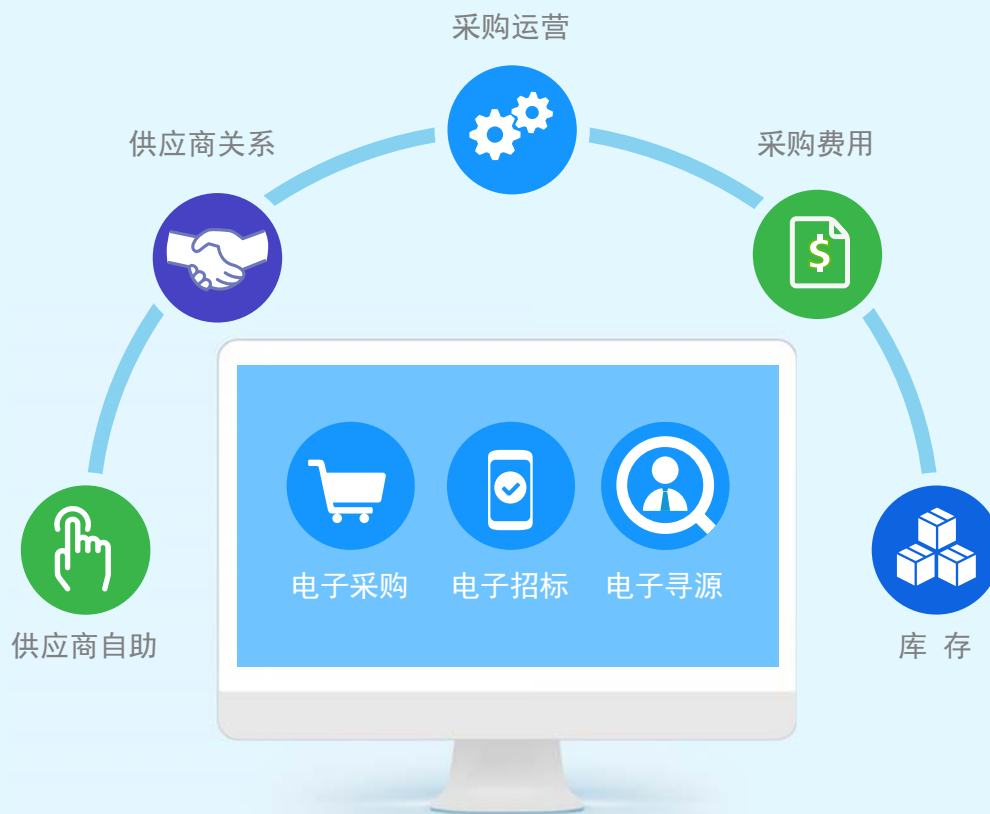 采购运营
供应商关系
采购费用
电子采购
电子招标
电子寻源
供应商自助
库 存